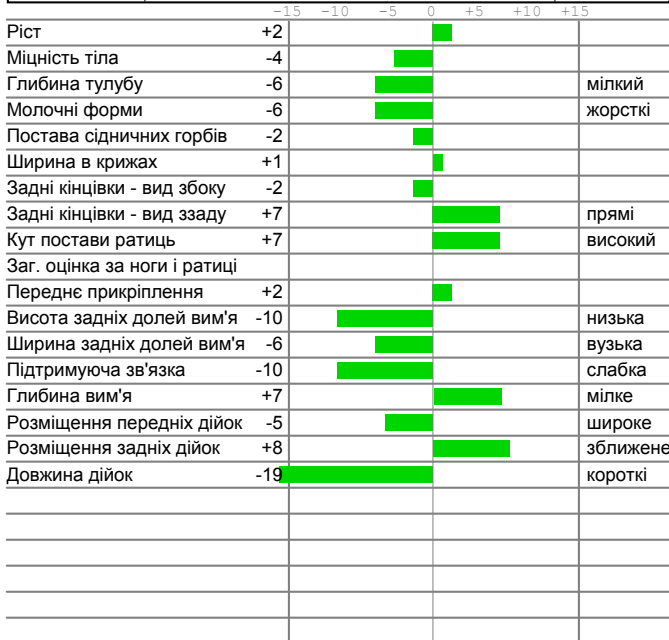 -15 -10 -5 0 +5 +10 +15
Ріст +2
Міцність тіла -4
Глибина тулубу -6 мілкий
Молочні форми -6 жорсткі
Постава сідничних горбів -2
Ширина в крижах +1
Задні кінцівки - вид збоку -2
Задні кінцівки - вид ззаду +7 прямі
Кут постави ратиць +7 високий
Заг. оцінка за ноги і ратиці
Переднє прикріплення +2
Висота задніх долей вим'я -10 низька
Ширина задніх долей вим'я -6 вузька
Підтримуюча зв'язка -10 слабка
Глибина вим'я +7 мілке
Розміщення передніх дійок -5 широке
Розміщення задніх дійок +8 зближене
Довжина дійок -19 короткі